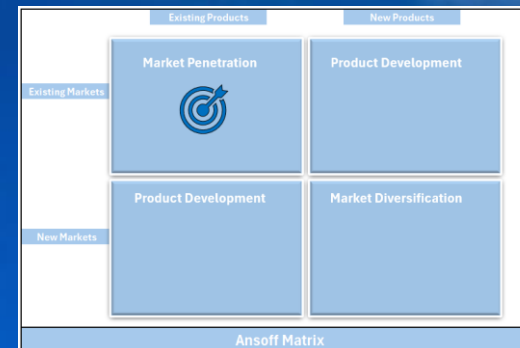 Existing Products
New Products
Market Penetration
Product Development
Existing Markets
Product Development
Market Diversification
New Markets
Ansoff Matrix